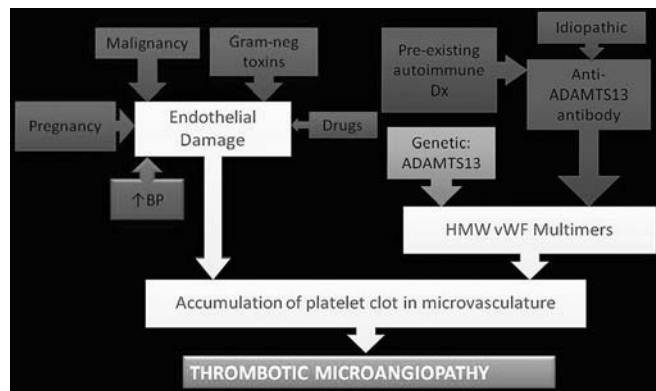 Malignancy
Gram-neg
toxins
Idiopathic
Pre-existing
autoimmune
Dx
Anti-
ADAMTS13
antibody
Pregnancy
Endothelial
Damage
Drugs
Genetic:
ADAMTS13
↑BP
HMW vWF Multimers
Accumulation of platelet clot in microvasculature
THROMBOTIC MICROANGIOPATHY